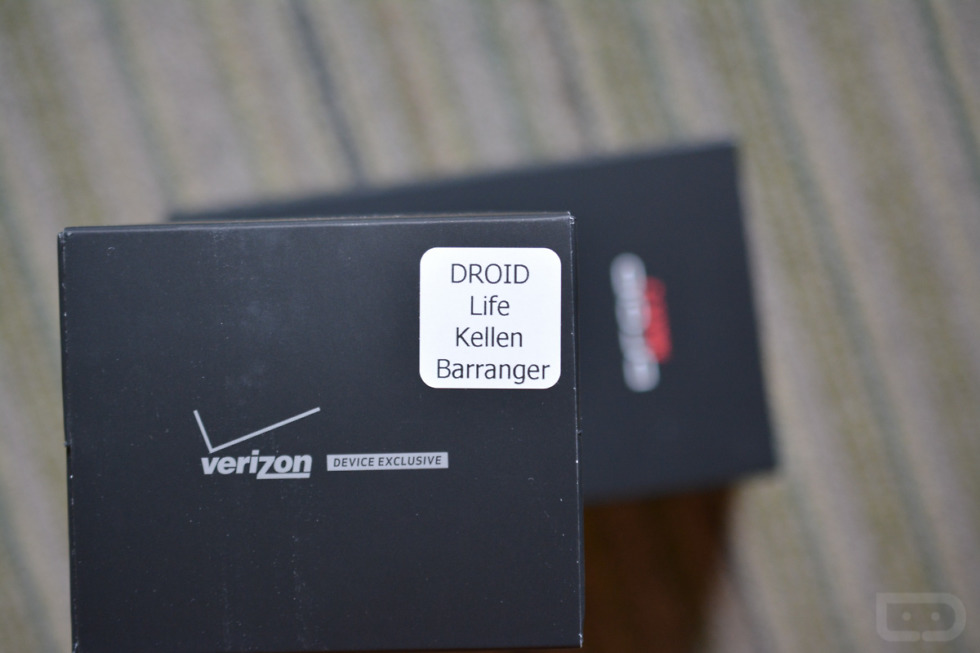 DROID
Life
Kellen
Barranger
verizon DEVICE EXCLUSIVE